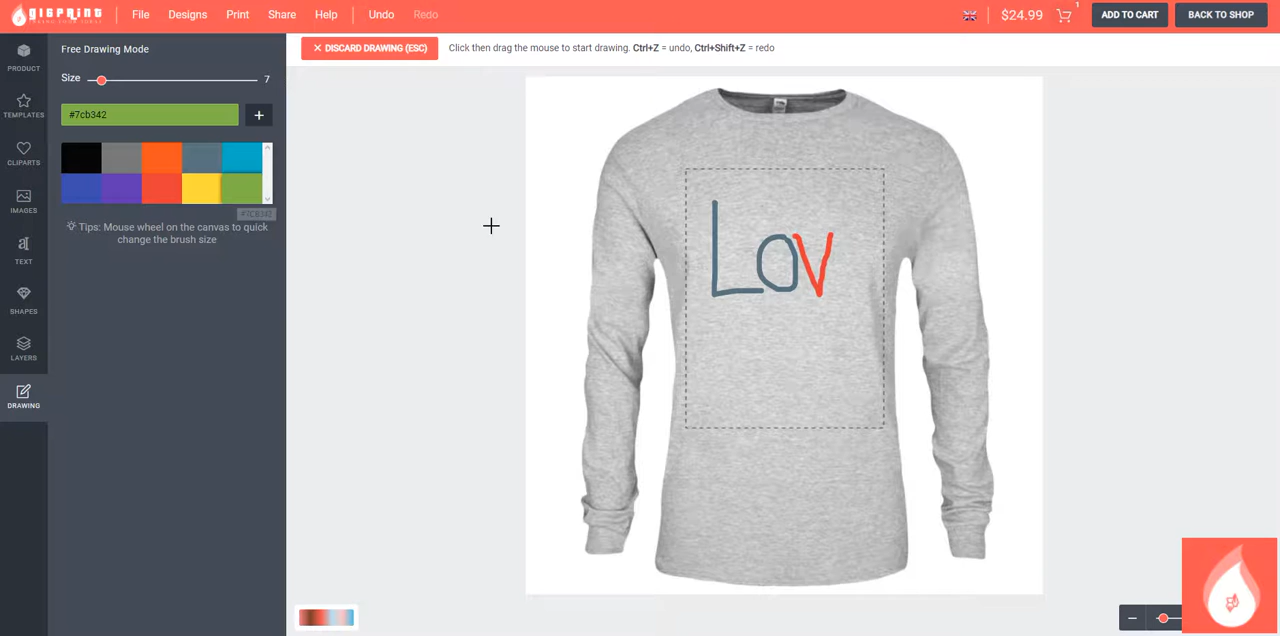 File Designs Print Share Help Undo Redo $24.99 1 ADD TO CART BACK TO SHOP
PRODUCT
TEMPLATES
CLIPARTS
IMAGES
TEXT
SHAPES
LAYERS
DRAWING
Free Drawing Mode
Size 7
#7cb342 +
#7CB342
Tips: Mouse wheel on the canvas to quick
change the brush size
✕ DISCARD DRAWING (ESC) Click then drag the mouse to start drawing. Ctrl+Z = undo, Ctrl+Shift+Z = redo
LOV